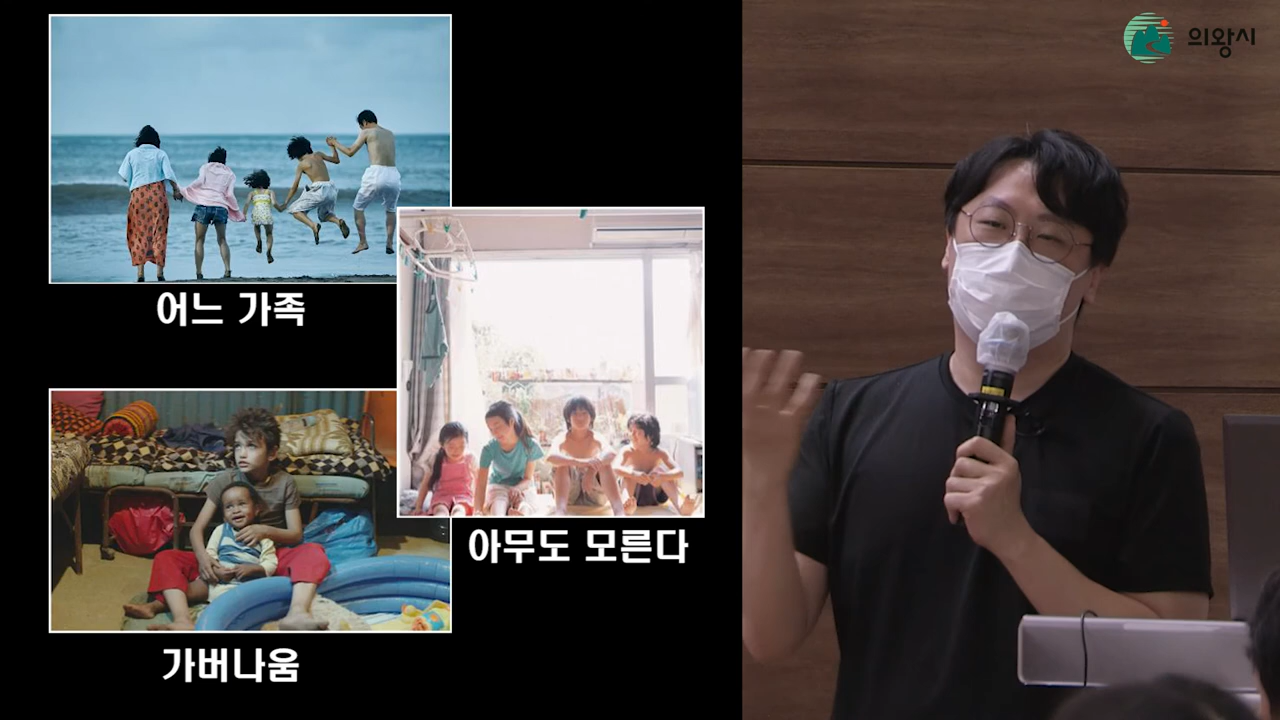 의왕시
어느 가족
아무도 모른다
가버나움